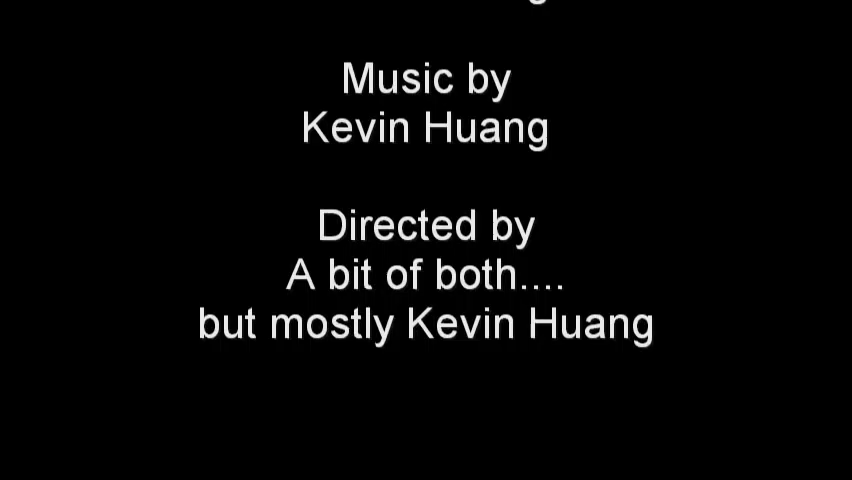 Music by
Kevin Huang
Directed by
A bit of both....
but mostly Kevin Huang